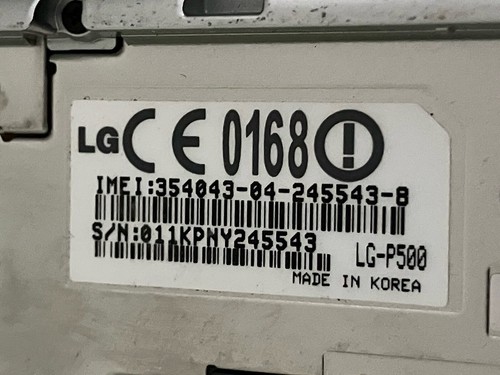 LG CE 0168
IMEI:354043-04-245543-8
S/N:011KPNY245543
LG-P500
MADE IN KOREA